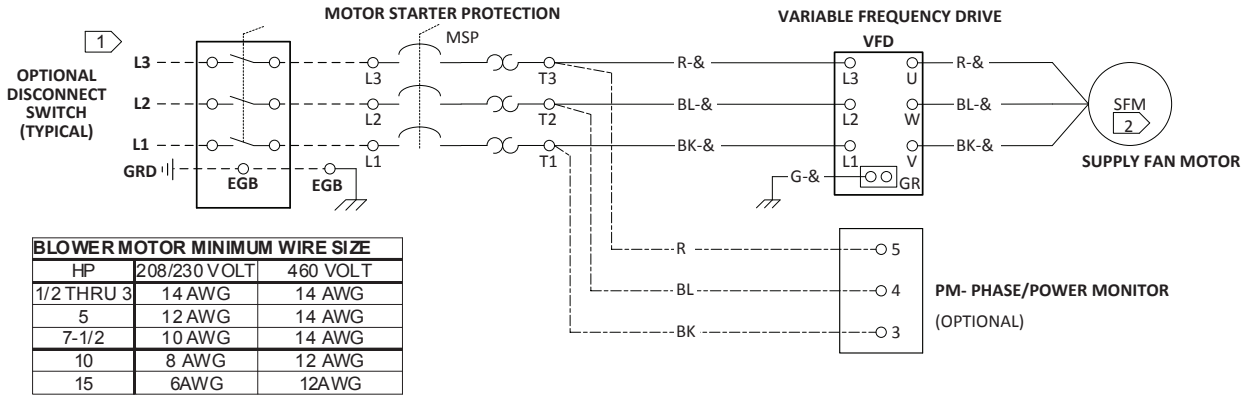 MOTOR STARTER PROTECTION
VARIABLE FREQUENCY DRIVE
1
MSP
VFD
OPTIONAL
DISCONNECT
SWITCH
(TYPICAL)
L3
L3
T3
R-&
L3
U
R-&
L2
L2
T2
BL-&
L2
W
BL-&
SFM
2
L1
L1
T1
BK-&
L1
V
BK-&
SUPPLY FAN MOTOR
GRD
EGB
EGB
G-&
GR
BLOWER MOTOR MINIMUM WIRE SIZE
HP 208/230 VOLT 460 VOLT
1/2 THRU 3 14 AWG 14 AWG
5 12 AWG 14 AWG
7-1/2 10 AWG 14 AWG
10 8 AWG 12 AWG
15 6AWG 12AWG
R
5
BL
4
BK
3
PM- PHASE/POWER MONITOR
(OPTIONAL)